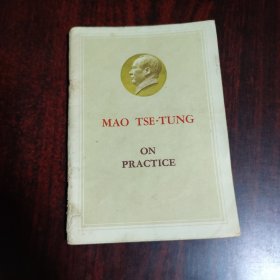 MAO TSE-TUNG
ON
PRACTICE